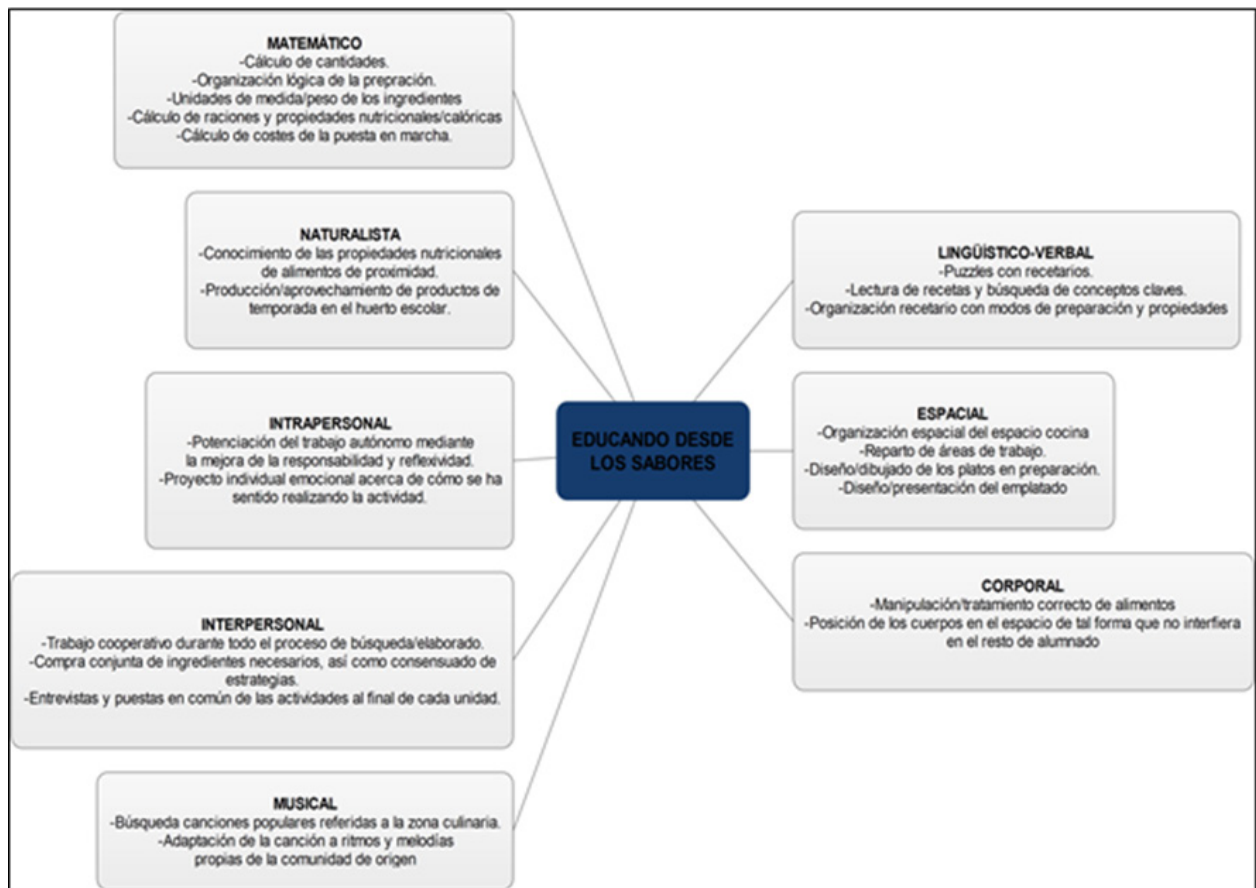 MATEMÁTICO
-Cálculo de cantidades.
-Organización lógica de la prepración.
-Unidades de medida/peso de los ingredientes
-Cálculo de raciones y propiedades nutricionales/calóricas
-Cálculo de costes de la puesta en marcha.
NATURALISTA
-Conocimiento de las propiedades nutricionales
de alimentos de proximidad.
-Producción/aprovechamiento de productos de
temporada en el huerto escolar.
INTRAPERSONAL
-Potenciación del trabajo autónomo mediante
la mejora de la responsabilidad y reflexividad.
-Proyecto individual emocional acerca de cómo se ha
sentido realizando la actividad.
INTERPERSONAL
-Trabajo cooperativo durante todo el proceso de búsqueda/elaborado.
-Compra conjunta de ingredientes necesarios, así como consensuado de
estrategias.
-Entrevistas y puestas en común de las actividades al final de cada unidad.
MUSICAL
-Búsqueda canciones populares referidas a la zona culinaria.
-Adaptación de la canción a ritmos y melodías
propias de la comunidad de origen
EDUCANDO DESDE
LOS SABORES
LINGÜÍSTICO-VERBAL
-Puzzles con recetarios.
-Lectura de recetas y búsqueda de conceptos claves.
-Organización recetario con modos de preparación y propiedades
ESPACIAL
-Organización espacial del espacio cocina
-Reparto de áreas de trabajo.
-Diseño/dibujado de los platos en preparación.
-Diseño/presentación del emplatado
CORPORAL
-Manipulación/tratamiento correcto de alimentos
-Posición de los cuerpos en el espacio de tal forma que no interfiera
en el resto de alumnado